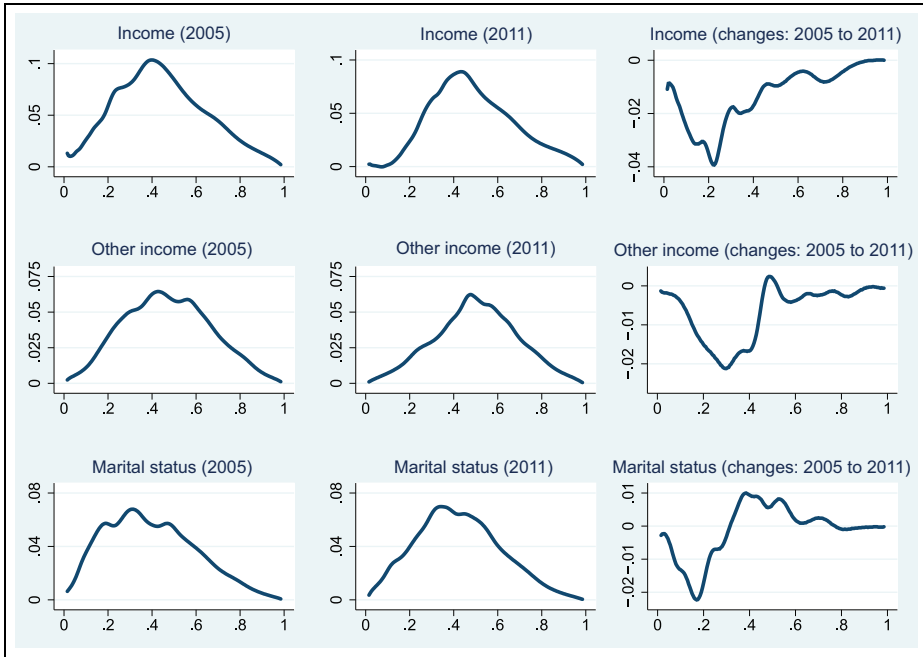 Income (2005)
Income (2011)
Income (changes: 2005 to 2011)
.1
.05
0
0 .2 .4 .6 .8 1
.1
.05
0
0 .2 .4 .6 .8 1
0
-.02
-.04
0 .2 .4 .6 .8 1
Other income (2005)
Other income (2011)
Other income (changes: 2005 to 2011)
.075
.05
.025
0
0 .2 .4 .6 .8 1
.075
.05
.025
0
0 .2 .4 .6 .8 1
0
-.01
-.02
0 .2 .4 .6 .8 1
Marital status (2005)
Marital status (2011)
Marital status (changes: 2005 to 2011)
.08
.04
0
0 .2 .4 .6 .8 1
.08
.04
0
0 .2 .4 .6 .8 1
.01
0
-.01
-.02
0 .2 .4 .6 .8 1